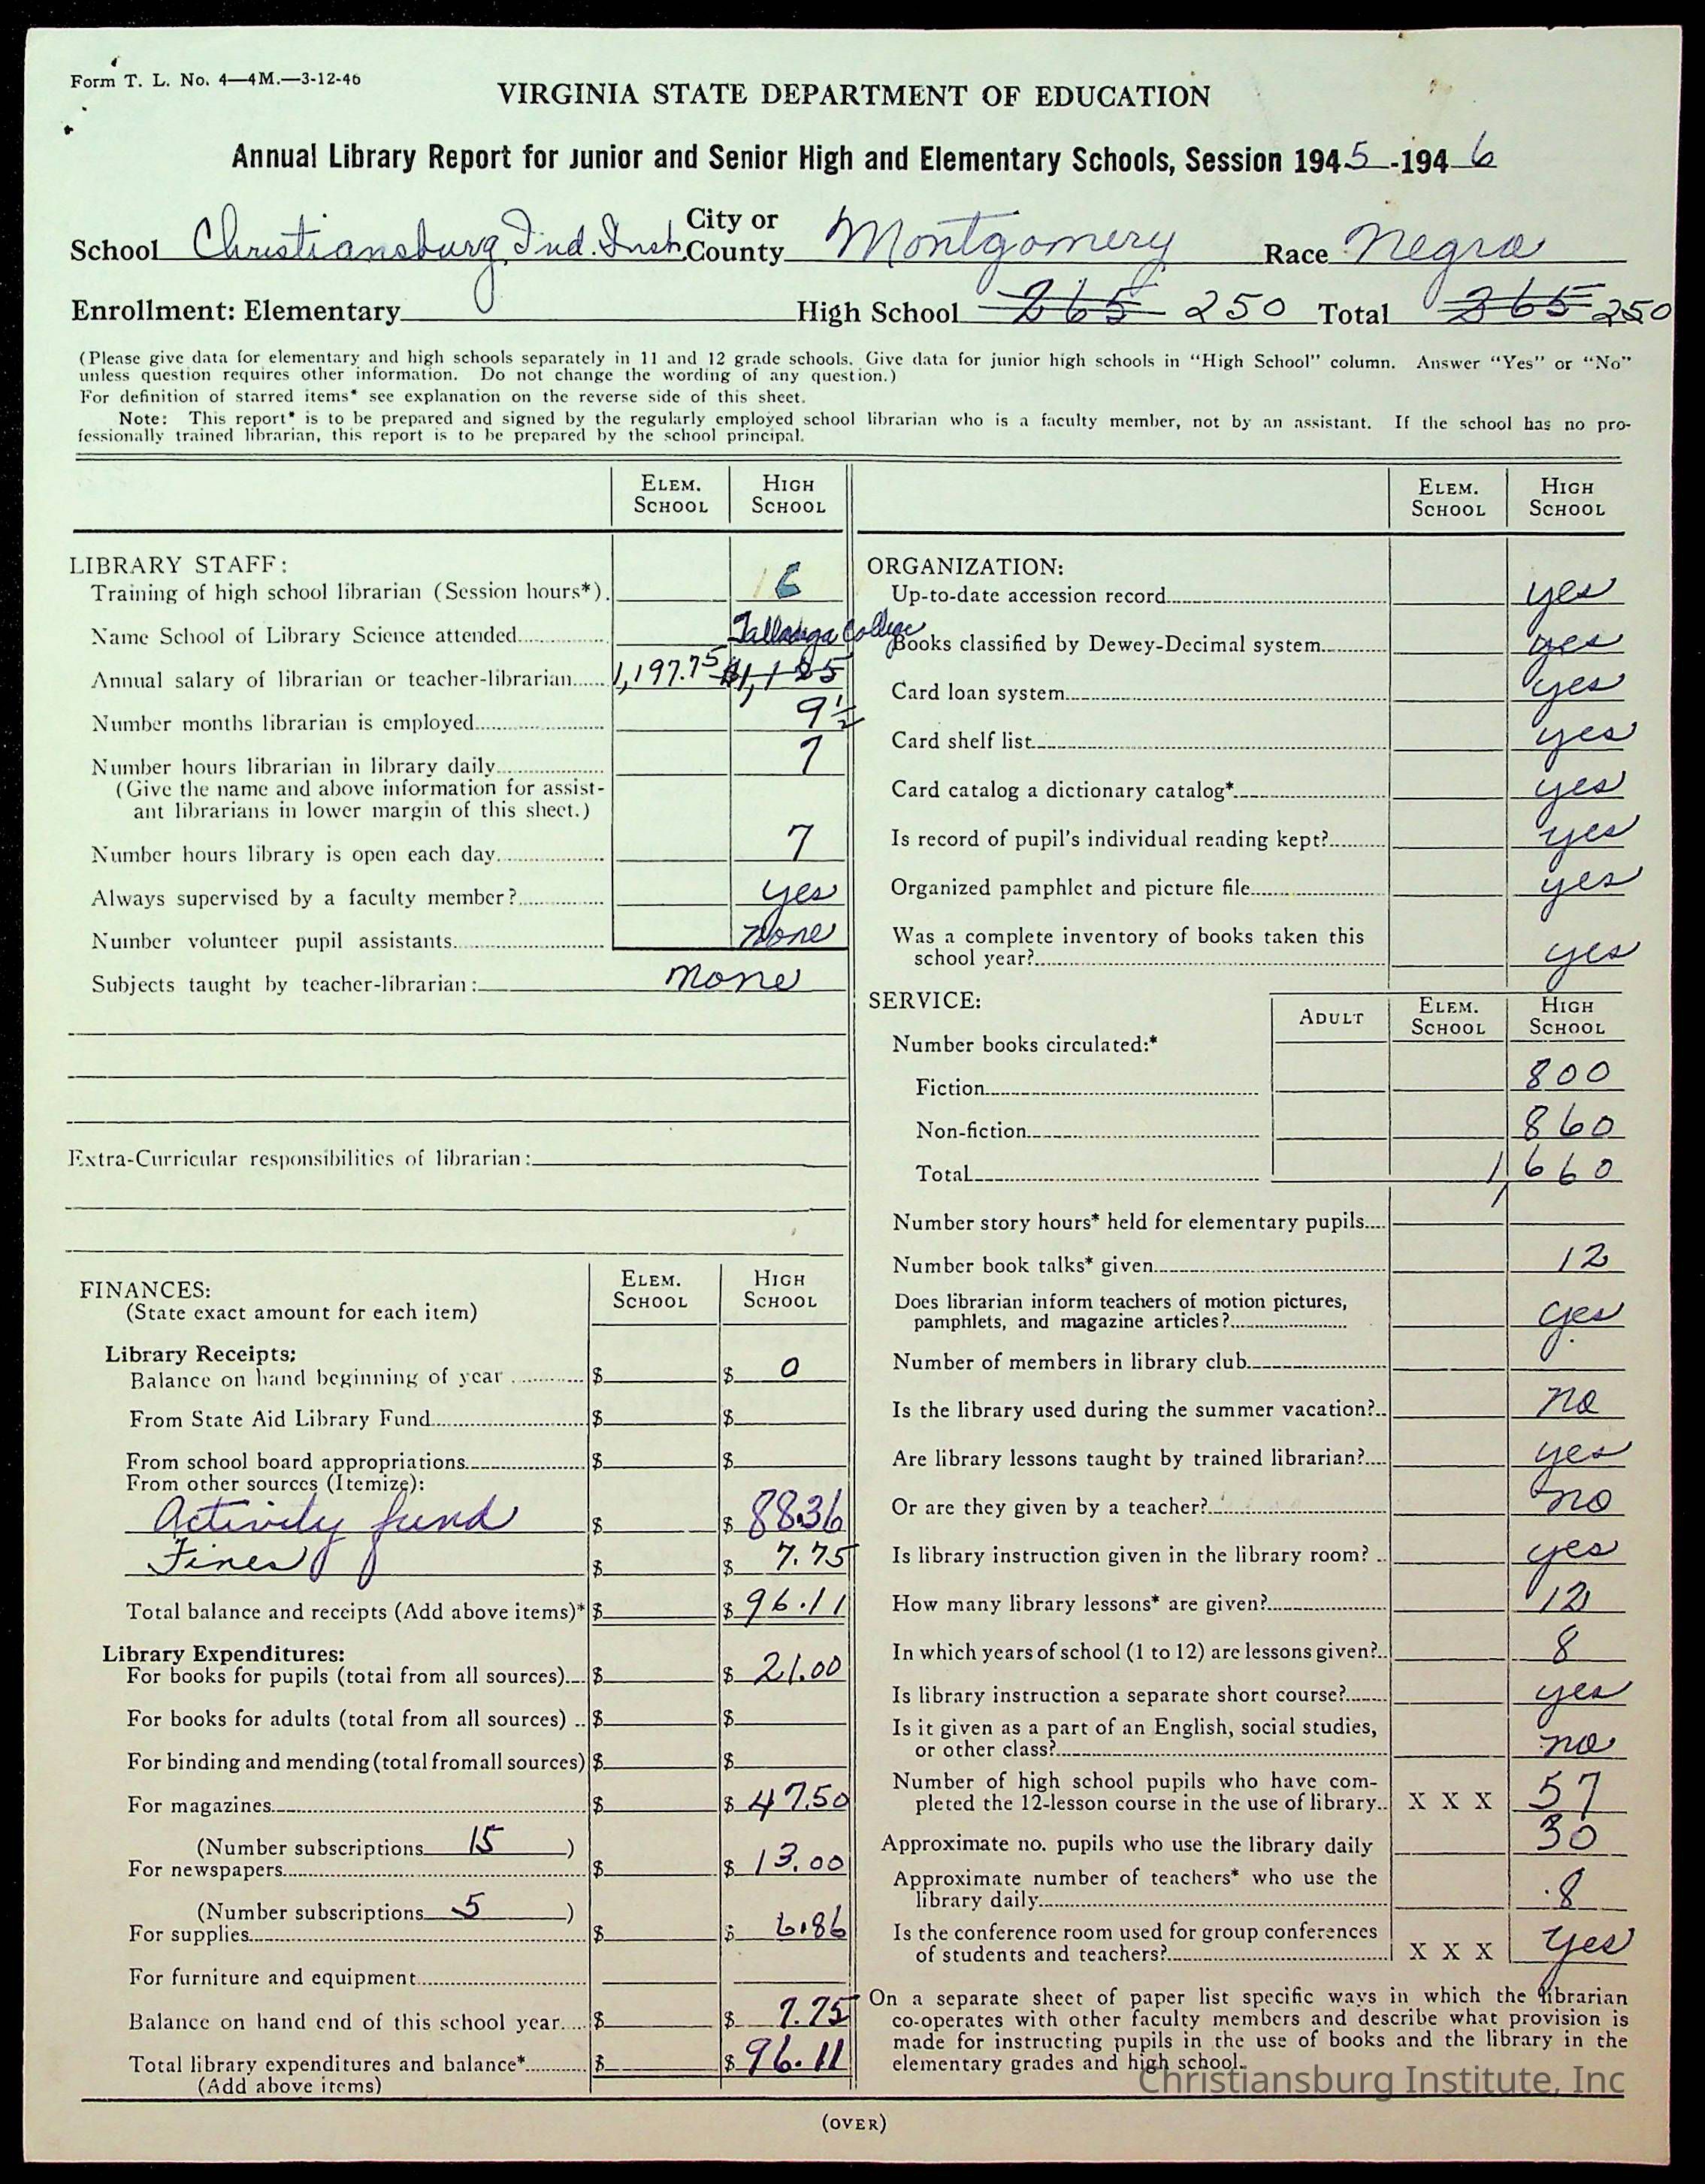 Form T. L. No. 4—4M.—3-12-46
VIRGINIA STATE DEPARTMENT OF EDUCATION
Annual Library Report for Junior and Senior High and Elementary Schools, Session 1945-1946
School Christiansburg Ind. Inst. City or County Montgomery Race Negro
Enrollment: Elementary High School 265 250 Total 265 250
(Please give data for elementary and high schools separately in 11 and 12 grade schools. Give data for junior high schools in "High School" column. Answer "Yes" or "No"
unless question requires other information. Do not change the wording of any question.)
For definition of starred items* see explanation on the reverse side of this sheet.
Note: This report* is to be prepared and signed by the regularly employed school librarian who is a faculty member, not by an assistant. If the school has no pro-
fessionally trained librarian, this report is to be prepared by the school principal.
ELEM. SCHOOL HIGH SCHOOL
LIBRARY STAFF:
Training of high school librarian (Session hours*) 6
Name School of Library Science attended Talladega College
Annual salary of librarian or teacher-librarian 1,197.75 $1,125
Number months librarian is employed 9½
Number hours librarian in library daily 7
(Give the name and above information for assist-
ant librarians in lower margin of this sheet.)
Number hours library is open each day 7
Always supervised by a faculty member? yes
Number volunteer pupil assistants none
Subjects taught by teacher-librarian: none
Extra-Curricular responsibilities of librarian:
FINANCES: ELEM. SCHOOL HIGH SCHOOL
(State exact amount for each item)
Library Receipts:
Balance on hand beginning of year $ $ 0
From State Aid Library Fund $ $
From school board appropriations $ $
From other sources (Itemize):
Activity fund $ $ 88.36
Fines $ $ 7.75
Total balance and receipts (Add above items)* $ $ 96.11
Library Expenditures:
For books for pupils (total from all sources) $ $ 21.00
For books for adults (total from all sources) $ $
For binding and mending (total from all sources) $ $
For magazines $ $ 47.50
(Number subscriptions 15 )
For newspapers $ $ 13.00
(Number subscriptions 5 )
For supplies $ $ 6.86
For furniture and equipment
Balance on hand end of this school year $ $ 7.75
Total library expenditures and balance* $ $ 96.11
(Add above items)
ELEM. SCHOOL HIGH SCHOOL
ORGANIZATION:
Up-to-date accession record yes
Books classified by Dewey-Decimal system yes
Card loan system yes
Card shelf list yes
Card catalog a dictionary catalog* yes
Is record of pupil's individual reading kept? yes
Organized pamphlet and picture file yes
Was a complete inventory of books taken this
school year? yes
SERVICE: ADULT ELEM. SCHOOL HIGH SCHOOL
Number books circulated:*
Fiction 800
Non-fiction 860
Total 1,660
Number story hours* held for elementary pupils
Number book talks* given 12
Does librarian inform teachers of motion pictures,
pamphlets, and magazine articles? yes
Number of members in library club
Is the library used during the summer vacation? no
Are library lessons taught by trained librarian? yes
Or are they given by a teacher? no
Is library instruction given in the library room? yes
How many library lessons* are given? 12
In which years of school (1 to 12) are lessons given? 8
Is library instruction a separate short course? yes
Is it given as a part of an English, social studies,
or other class? no
Number of high school pupils who have com-
pleted the 12-lesson course in the use of library X X X 57
Approximate no. pupils who use the library daily 30
Approximate number of teachers* who use the
library daily 8
Is the conference room used for group conferences
of students and teachers? X X X yes
On a separate sheet of paper list specific ways in which the librarian
co-operates with other faculty members and describe what provision is
made for instructing pupils in the use of books and the library in the
elementary grades and high school.
Christiansburg Institute, Inc
(OVER)